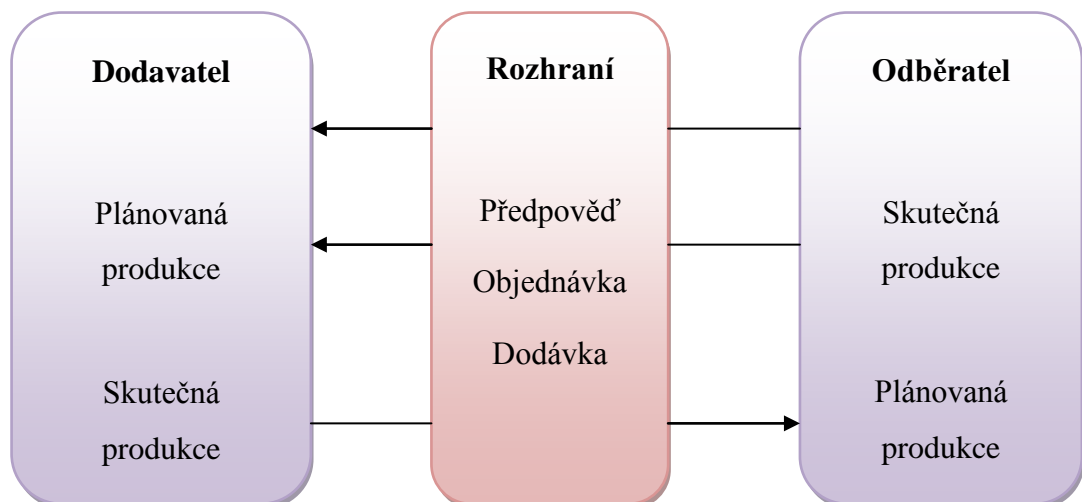 Dodavatel
Plánovaná
produkce
Skutečná
produkce
Rozhraní
Předpověď
Objednávka
Dodávka
Odběratel
Skutečná
produkce
Plánovaná
produkce